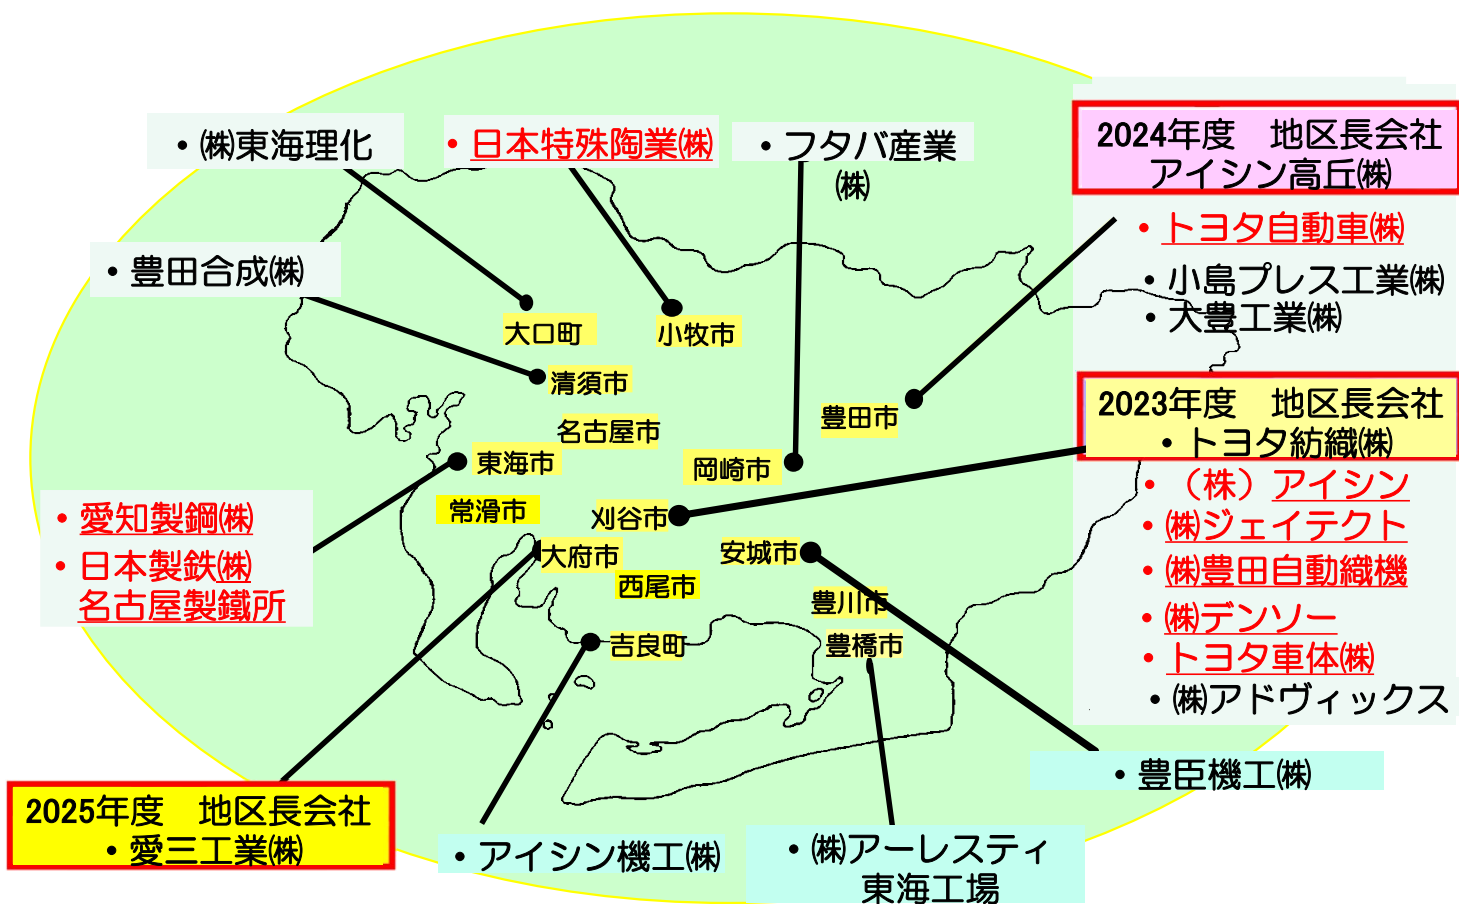 ・㈱東海理化
・日本特殊陶業㈱
・フタバ産業
㈱
2024年度　地区長会社
アイシン高丘㈱
・トヨタ自動車㈱
・小島プレス工業㈱
・大豊工業㈱
・豊田合成㈱
大口町
小牧市
清須市
名古屋市
豊田市
東海市
岡崎市
常滑市
刈谷市
大府市
安城市
西尾市
豊川市
吉良町
豊橋市
2023年度　地区長会社
・トヨタ紡織㈱
・（株）アイシン
・㈱ジェイテクト
・㈱豊田自動織機
・㈱デンソー
・トヨタ車体㈱
・㈱アドヴィックス
・愛知製鋼㈱
・日本製鉄㈱
名古屋製鐵所
・豊臣機工㈱
2025年度　地区長会社
・愛三工業㈱
・アイシン機工㈱
・㈱アーレスティ
東海工場